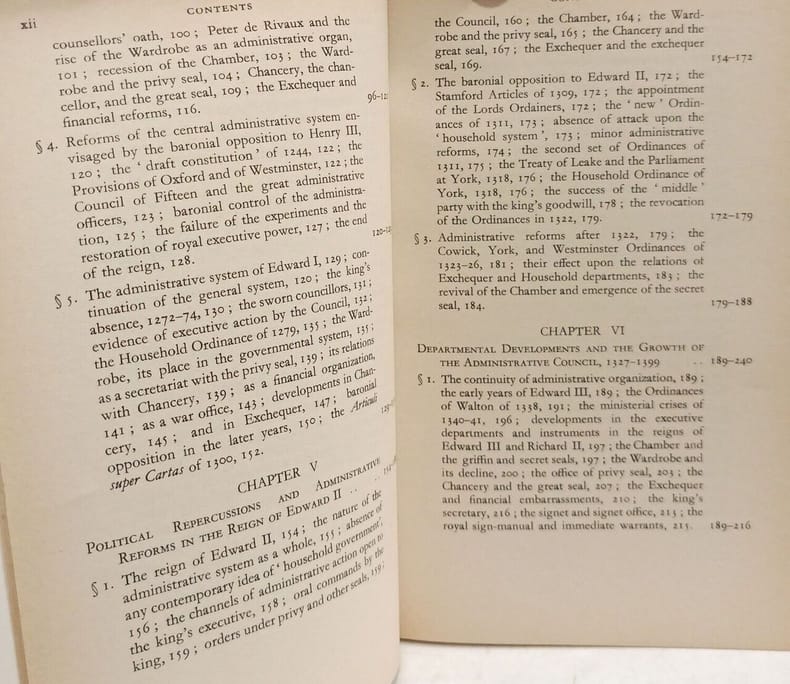 xii
CONTENTS
counsellors' oath, 100 ; Peter de Rivaux and the
rise of the Wardrobe as an administrative organ,
101 ; recession of the Chamber, 103 ; the Ward-
robe and the privy seal, 104 ; Chancery, the chan-
cellor, and the great seal, 109 ; the Exchequer and
financial reforms, 116.
96-12
§ 4. Reforms of the central administrative system en-
visaged by the baronial opposition to Henry III,
120 ; the ' draft constitution ' of 1244, 122 ; the
Provisions of Oxford and of Westminster, 122 ; the
Council of Fifteen and the great administrative
officers, 123 ; baronial control of the administra-
tion, 125 ; the failure of the experiments and the
restoration of royal executive power, 127 ; the end
of the reign, 128.
120-12
§ 5. The administrative system of Edward I, 129 ; con-
tinuation of the general system, 120 ; the king's
absence, 1272–74, 130 ; the sworn councillors, 131 ;
evidence of executive action by the Council, 132 ;
the Household Ordinance of 1279, 135 ; the Ward-
robe, its place in the governmental system, 135 ;
as a secretariat with the privy seal, 139 ; its relations
with Chancery, 139 ; as a financial organization,
141 ; as a war office, 143 ; developments in Chan-
cery, 145 ; and in Exchequer, 147 ; baronial
opposition in the later years, 150 ; the Articuli
super Cartas of 1300, 152.
CHAPTER V
Political Repercussions and Administrative
Reforms in the Reign of Edward II ..
§ 1. The reign of Edward II, 154 ; the nature of the
administrative system as a whole, 155 ; absence of
any contemporary idea of ' household government',
156 ; the channels of administrative action open to
the king's executive, 158 ; oral commands by the
king, 159 ; orders under privy and other seals, 159 ;
the Council, 160 ; the Chamber, 164 ; the Ward-
robe and the privy seal, 165 ; the Chancery and the
great seal, 167 ; the Exchequer and the exchequer
seal, 169.
154–172
§ 2. The baronial opposition to Edward II, 172 ; the
Stamford Articles of 1309, 172 ; the appointment
of the Lords Ordainers, 172 ; the ' new ' Ordin-
ances of 1311, 173 ; absence of attack upon the
' household system ', 173 ; minor administrative
reforms, 174 ; the second set of Ordinances of
1311, 175 ; the Treaty of Leake and the Parliament
at York, 1318, 176 ; the Household Ordinance of
York, 1318, 176 ; the success of the ' middle '
party with the king's goodwill, 178 ; the revocation
of the Ordinances in 1322, 179.
172–179
§ 3. Administrative reforms after 1322, 179 ; the
Cowick, York, and Westminster Ordinances of
1323–26, 181 ; their effect upon the relations of
Exchequer and Household departments, 183 ; the
revival of the Chamber and emergence of the secret
seal, 184.
179–188
CHAPTER VI
Departmental Developments and the Growth of
the Administrative Council, 1327–1399 .. 189–240
§ 1. The continuity of administrative organization, 189 ;
the early years of Edward III, 189 ; the Ordinances
of Walton of 1338, 191 ; the ministerial crises of
1340–41, 196 ; developments in the executive
departments and instruments in the reigns of
Edward III and Richard II, 197 ; the Chamber and
the griffin and secret seals, 197 ; the Wardrobe and
its decline, 200 ; the office of privy seal, 203 ; the
Chancery and the great seal, 207 ; the Exchequer
and financial embarrassments, 210 ; the king's
secretary, 216 ; the signet and signet office, 213 ; the
royal sign-manual and immediate warrants, 215. 189–216